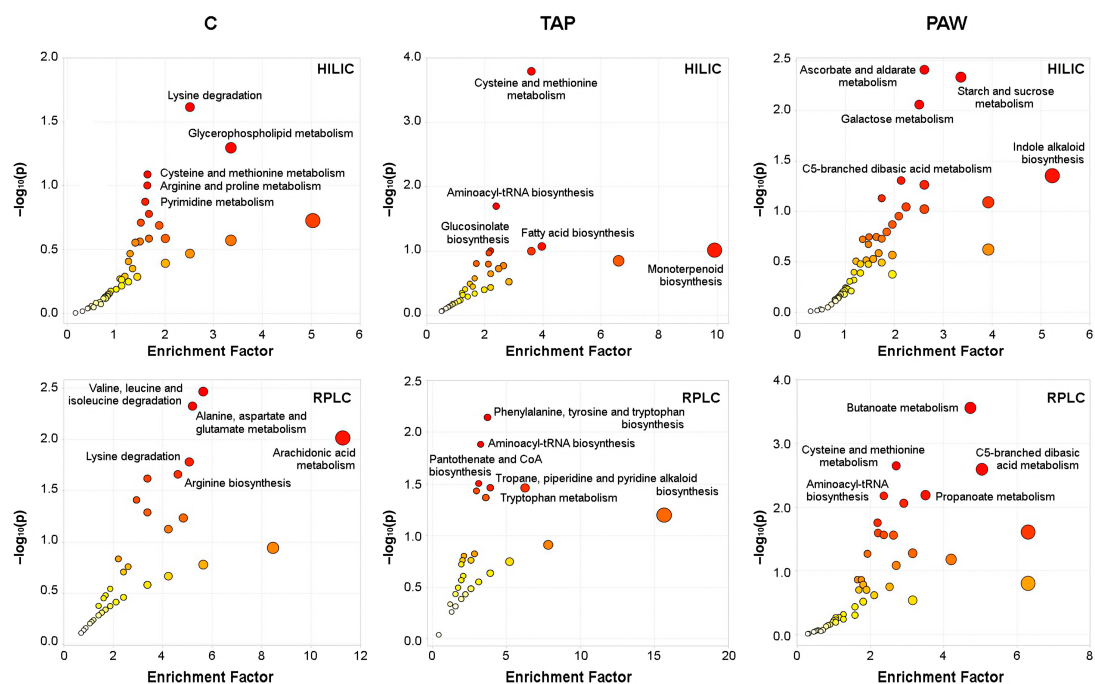 C
TAP
PAW
2.0
1.5
1.0
0.5
0.0
−log₁₀(p)
HILIC
Lysine degradation
Glycerophospholipid metabolism
Cysteine and methionine metabolism
Arginine and proline metabolism
Pyrimidine metabolism
0 1 2 3 4 5 6
Enrichment Factor
4.0
3.0
2.0
1.0
0.0
−log₁₀(p)
HILIC
Cysteine and methionine
metabolism
Aminoacyl-tRNA biosynthesis
Glucosinolate
biosynthesis
Fatty acid biosynthesis
Monoterpenoid
biosynthesis
0 2 4 6 8 10
Enrichment Factor
2.5
2.0
1.5
1.0
0.5
0.0
−log₁₀(p)
HILIC
Ascorbate and aldarate
metabolism
Starch and sucrose
metabolism
Galactose metabolism
Indole alkaloid
biosynthesis
C5-branched dibasic acid metabolism
0 1 2 3 4 5 6
Enrichment Factor
2.5
2.0
1.5
1.0
0.5
0.0
−log₁₀(p)
RPLC
Valine, leucine and
isoleucine degradation
Alanine, aspartate and
glutamate metabolism
Arachidonic acid
metabolism
Lysine degradation
Arginine biosynthesis
0 2 4 6 8 10 12
Enrichment Factor
2.5
2.0
1.5
1.0
0.5
0.0
−log₁₀(p)
RPLC
Phenylalanine, tyrosine and tryptophan
biosynthesis
Aminoacyl-tRNA biosynthesis
Pantothenate and CoA
biosynthesis
Tropane, piperidine and pyridine alkaloid
biosynthesis
Tryptophan metabolism
0 5 10 15 20
Enrichment Factor
4.0
3.0
2.0
1.0
0.0
−log₁₀(p)
RPLC
Butanoate metabolism
Cysteine and methionine
metabolism
C5-branched dibasic
acid metabolism
Aminoacyl-tRNA
biosynthesis
Propanoate metabolism
0 2 4 6 8
Enrichment Factor